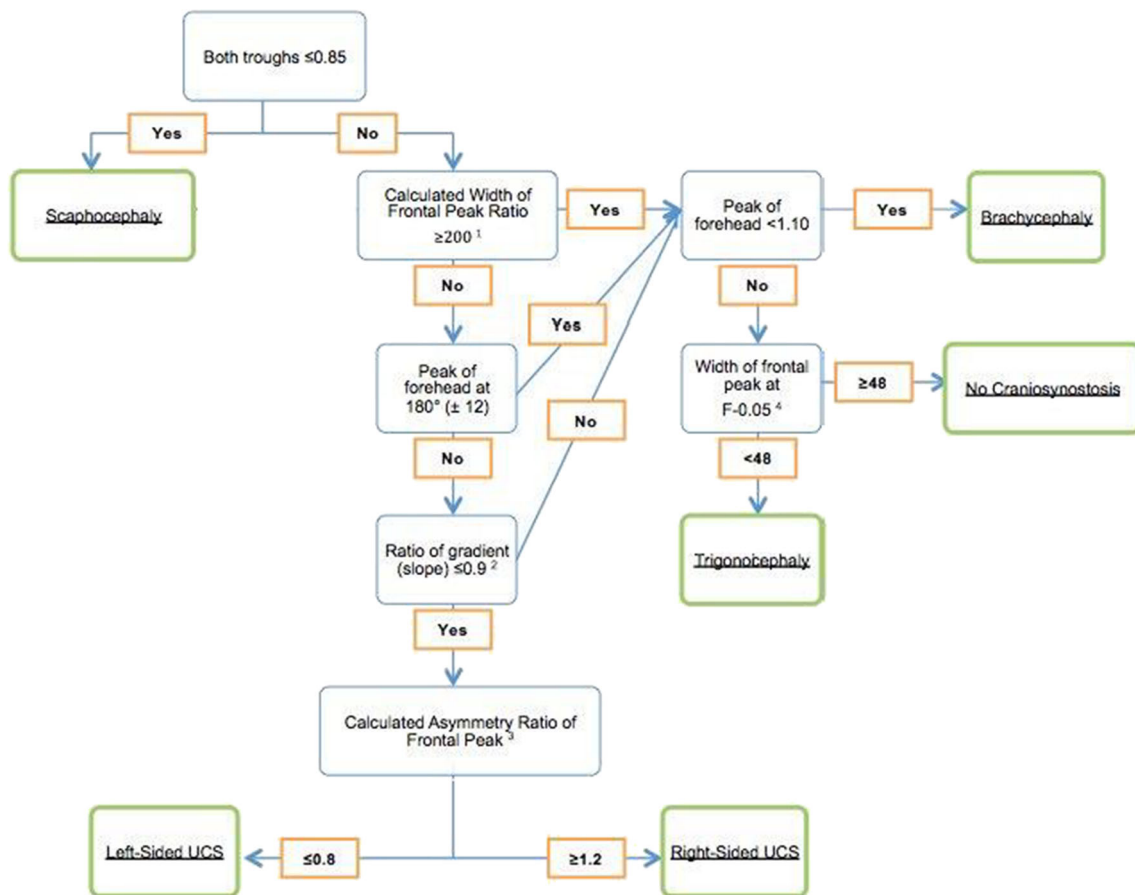 Both troughs ≤0.85
Yes
No
Scaphocephaly
Calculated Width of
Frontal Peak Ratio
≥200 ¹
Yes
Peak of
forehead <1.10
Yes
Brachycephaly
No
Yes
No
Peak of
forehead at
180° (± 12)
No
Width of frontal
peak at
F-0.05 ⁴
≥48
No Craniosynostosis
No
<48
Ratio of gradient
(slope) ≤0.9 ²
Trigonocephaly
Yes
Calculated Asymmetry Ratio of
Frontal Peak ³
Left-Sided UCS
≤0.8
≥1.2
Right-Sided UCS